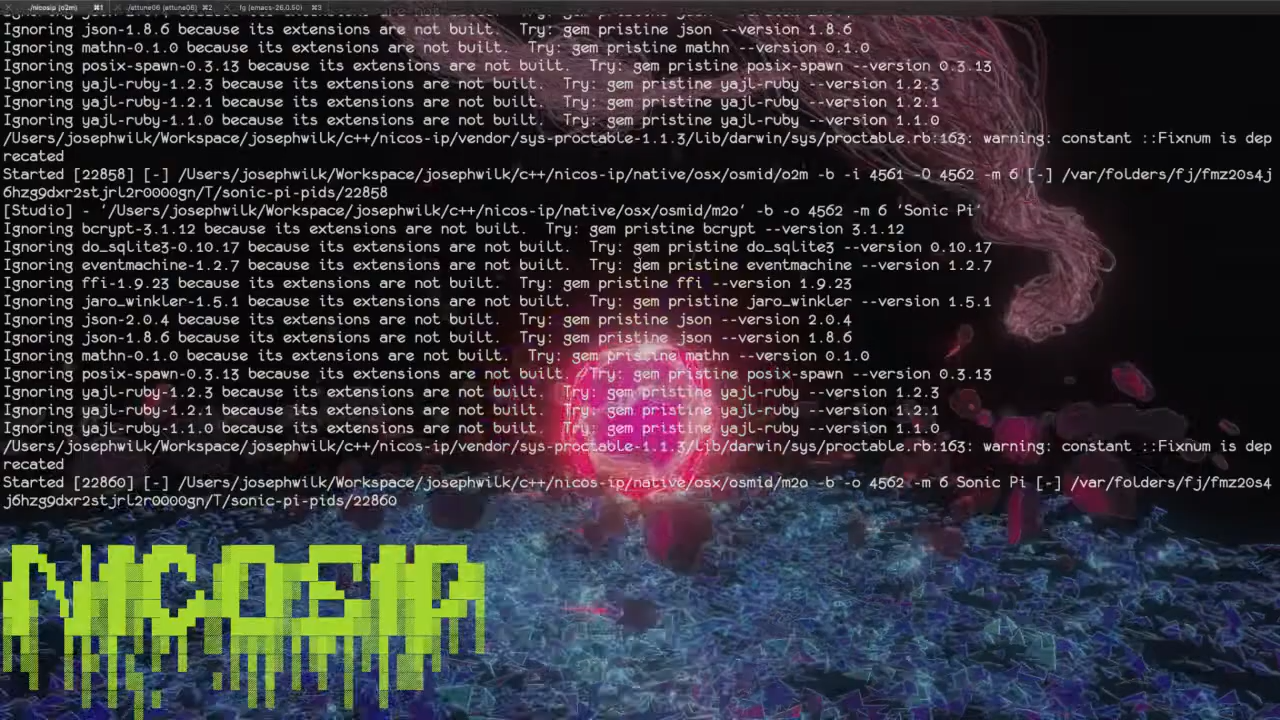 ./nicosip (o2m) ⌘1 ./attune06 (attune06) ⌘2 fg (emacs-26.0.50) ⌘3
Ignoring json-1.8.6 because its extensions are not built.  Try: gem pristine json --version 1.8.6
Ignoring mathn-0.1.0 because its extensions are not built.  Try: gem pristine mathn --version 0.1.0
Ignoring posix-spawn-0.3.13 because its extensions are not built.  Try: gem pristine posix-spawn --version 0.3.13
Ignoring yajl-ruby-1.2.3 because its extensions are not built.  Try: gem pristine yajl-ruby --version 1.2.3
Ignoring yajl-ruby-1.2.1 because its extensions are not built.  Try: gem pristine yajl-ruby --version 1.2.1
Ignoring yajl-ruby-1.1.0 because its extensions are not built.  Try: gem pristine yajl-ruby --version 1.1.0
/Users/josephwilk/Workspace/josephwilk/c++/nicos-ip/vendor/sys-proctable-1.1.3/lib/darwin/sys/proctable.rb:163: warning: constant ::Fixnum is dep
recated
Started [22858] [-] /Users/josephwilk/Workspace/josephwilk/c++/nicos-ip/native/osx/osmid/o2m -b -i 4561 -O 4562 -m 6 [-] /var/folders/fj/fmz20s4j
6hzg9dxr2stjrl2r0000gn/T/sonic-pi-pids/22858
[Studio] - '/Users/josephwilk/Workspace/josephwilk/c++/nicos-ip/native/osx/osmid/m2o' -b -o 4562 -m 6 'Sonic Pi'
Ignoring bcrypt-3.1.12 because its extensions are not built.  Try: gem pristine bcrypt --version 3.1.12
Ignoring do_sqlite3-0.10.17 because its extensions are not built.  Try: gem pristine do_sqlite3 --version 0.10.17
Ignoring eventmachine-1.2.7 because its extensions are not built.  Try: gem pristine eventmachine --version 1.2.7
Ignoring ffi-1.9.23 because its extensions are not built.  Try: gem pristine ffi --version 1.9.23
Ignoring jaro_winkler-1.5.1 because its extensions are not built.  Try: gem pristine jaro_winkler --version 1.5.1
Ignoring json-2.0.4 because its extensions are not built.  Try: gem pristine json --version 2.0.4
Ignoring json-1.8.6 because its extensions are not built.  Try: gem pristine json --version 1.8.6
Ignoring mathn-0.1.0 because its extensions are not built.  Try: gem pristine mathn --version 0.1.0
Ignoring posix-spawn-0.3.13 because its extensions are not built.  Try: gem pristine posix-spawn --version 0.3.13
Ignoring yajl-ruby-1.2.3 because its extensions are not built.  Try: gem pristine yajl-ruby --version 1.2.3
Ignoring yajl-ruby-1.2.1 because its extensions are not built.  Try: gem pristine yajl-ruby --version 1.2.1
Ignoring yajl-ruby-1.1.0 because its extensions are not built.  Try: gem pristine yajl-ruby --version 1.1.0
/Users/josephwilk/Workspace/josephwilk/c++/nicos-ip/vendor/sys-proctable-1.1.3/lib/darwin/sys/proctable.rb:163: warning: constant ::Fixnum is dep
recated
Started [22860] [-] /Users/josephwilk/Workspace/josephwilk/c++/nicos-ip/native/osx/osmid/m2o -b -o 4562 -m 6 Sonic Pi [-] /var/folders/fj/fmz20s4
j6hzg9dxr2stjrl2r0000gn/T/sonic-pi-pids/22860
NICOSIP